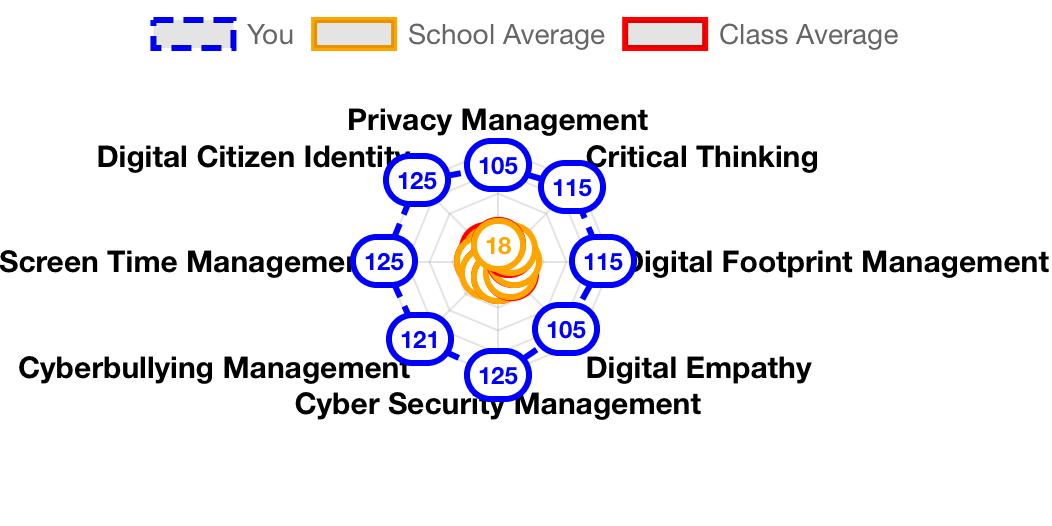 You School Average Class Average
Privacy Management
Digital Citizen Identity Critical Thinking
125 105 115
Screen Time Management 125 18 115 Digital Footprint Management
121 105
Cyberbullying Management 125 Digital Empathy
Cyber Security Management